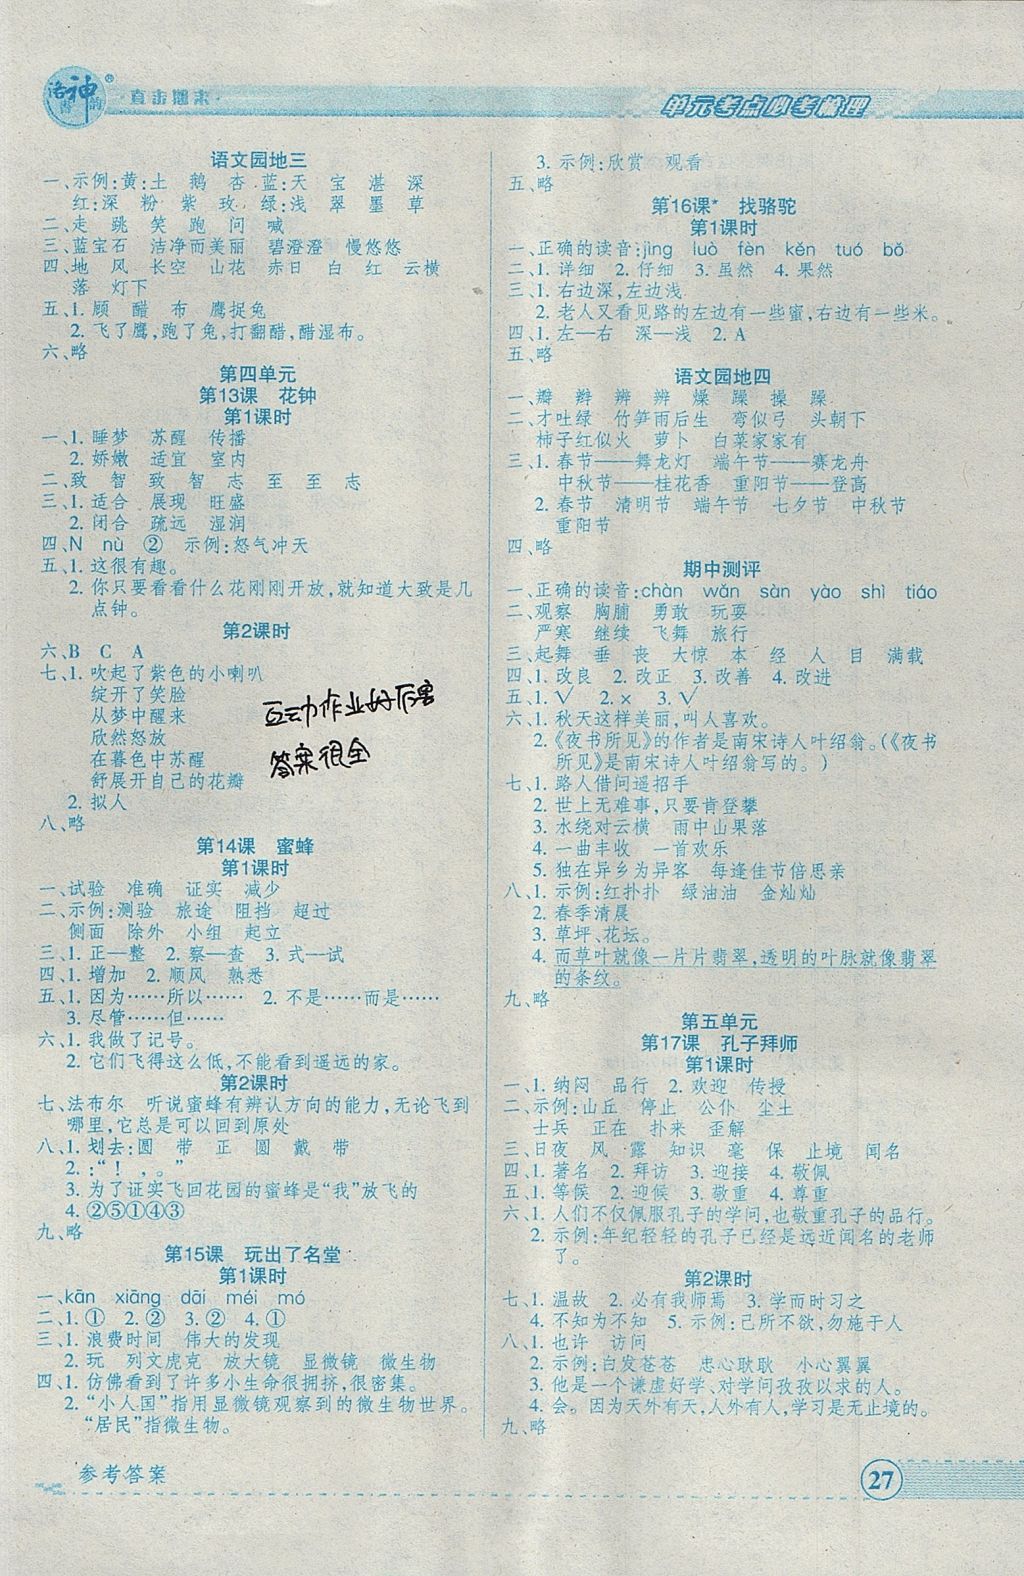 洛书神的®
·直击期末·
单元考点必考梳理
语文园地三
一、示例:黄:土 鹅 杏 蓝:天 宝 湛 深
红:深 粉 紫 玫 绿:浅 翠 墨 草
二、走 跳 笑 跑 问 喊
三、蓝宝石 洁净而美丽 碧澄澄 慢悠悠
四、地 风 长空 山花 赤日 白 红 云横
落 灯下
五、1. 顾 醋 布 鹰捉兔
2. 飞了鹰,跑了兔,打翻醋,醋湿布。
六、略
第四单元
第13课 花钟
第1课时
一、1. 睡梦 苏醒 传播
2. 娇嫩 适宜 室内
二、致 智 致 智 志 至 至 志
三、1. 适合 展现 旺盛
2. 闭合 疏远 湿润
四、N nù ② 示例:怒气冲天
五、1. 这很有趣。
2. 你只要看看什么花刚刚开放,就知道大致是几
点钟。
第2课时
六、B C A
七、1. 吹起了紫色的小喇叭
绽开了笑脸
从梦中醒来
欣然怒放
在暮色中苏醒
舒展开自己的花瓣
2. 拟人
八、略
互动作业好厉害
答案很全
第14课 蜜蜂
第1课时
一、试验 准确 证实 减少
二、示例:测验 旅途 阻挡 超过
侧面 除外 小组 起立
三、1. 正—整 2. 察—查 3. 式—试
四、1. 增加 2. 顺风 熟悉
五、1. 因为……所以…… 2. 不是……而是……
3. 尽管……但……
六、1. 我做了记号。
2. 它们飞得这么低,不能看到遥远的家。
第2课时
七、法布尔 听说蜜蜂有辨认方向的能力,无论飞到
哪里,它总是可以回到原处
八、1. 划去:圆 带 正 圆 戴 带
2. :“！,。”
3. 为了证实飞回花园的蜜蜂是“我”放飞的
4. ②⑤①④③
九、略
第15课 玩出了名堂
第1课时
一、kān xiāng dāi méi mó
二、1. ① 2. ② 3. ② 4. ①
三、1. 浪费时间 伟大的发现
2. 玩 列文虎克 放大镜 显微镜 微生物
四、1. 仿佛看到了许多小生命很拥挤,很密集。
2. “小人国”指用显微镜观察到的微生物世界。
“居民”指微生物。
3. 示例:欣赏 观看
五、略
第16课* 找骆驼
第1课时
一、正确的读音:jìng luò fèn kěn tuó bǒ
二、1. 详细 2. 仔细 3. 虽然 4. 果然
三、1. 右边深,左边浅
2. 老人又看见路的左边有一些蜜,右边有一些米。
四、1. 左—右 深—浅 2. A
五、略
语文园地四
一、瓣 辫 辨 辨 燥 躁 操 躁
二、才吐绿 竹笋雨后生 弯似弓 头朝下
柿子红似火 萝卜 白菜家家有
三、1. 春节——舞龙灯 端午节——赛龙舟
中秋节——桂花香 重阳节——登高
2. 春节 清明节 端午节 七夕节 中秋节
重阳节
四、略
期中测评
一、正确的读音:chàn wǎn sàn yào shì tiáo
二、观察 胸脯 勇敢 玩耍
严寒 继续 飞舞 旅行
三、起舞 垂 丧 大惊 本 经 人 目 满载
四、1. 改良 2. 改正 3. 改善 4. 改进
五、1. √ 2. × 3. √
六、1. 秋天这样美丽,叫人喜欢。
2.《夜书所见》的作者是南宋诗人叶绍翁。(《夜书
所见》是南宋诗人叶绍翁写的。)
七、1. 路人借问遥招手
2. 世上无难事,只要肯登攀
3. 水绕对云横 雨中山果落
4. 一曲丰收 一首欢乐
5. 独在异乡为异客 每逢佳节倍思亲
八、1. 示例:红扑扑 绿油油 金灿灿
2. 春季清晨
3. 草坪、花坛。
4. 而草叶就像一片片翡翠,透明的叶脉就像翡翠
的条纹。
九、略
第五单元
第17课 孔子拜师
第1课时
一、1. 纳闷 品行 2. 欢迎 传授
二、示例:山丘 停止 公仆 尘土
士兵 正在 扑来 歪解
三、日夜 风 露 知识 毫 保 止境 闻名
四、1. 著名 2. 拜访 3. 迎接 4. 敬佩
五、1. 等候 2. 迎候 3. 敬重 4. 尊重
六、1. 人们不仅佩服孔子的学问,也敬重孔子的品行。
2. 示例:年纪轻轻的孔子已经是远近闻名的老师
了。
第2课时
七、1. 温故 2. 必有我师焉 3. 学而时习之
4. 不知为不知 5. 示例:己所不欲,勿施于人
八、1. 也许 访问
2. 示例:白发苍苍 忠心耿耿 小心翼翼
3. 他是一个谦虚好学、对学问孜孜以求的人。
4. 会。因为天外有天,人外有人,学习是无止境的。
九、略
参考答案
27